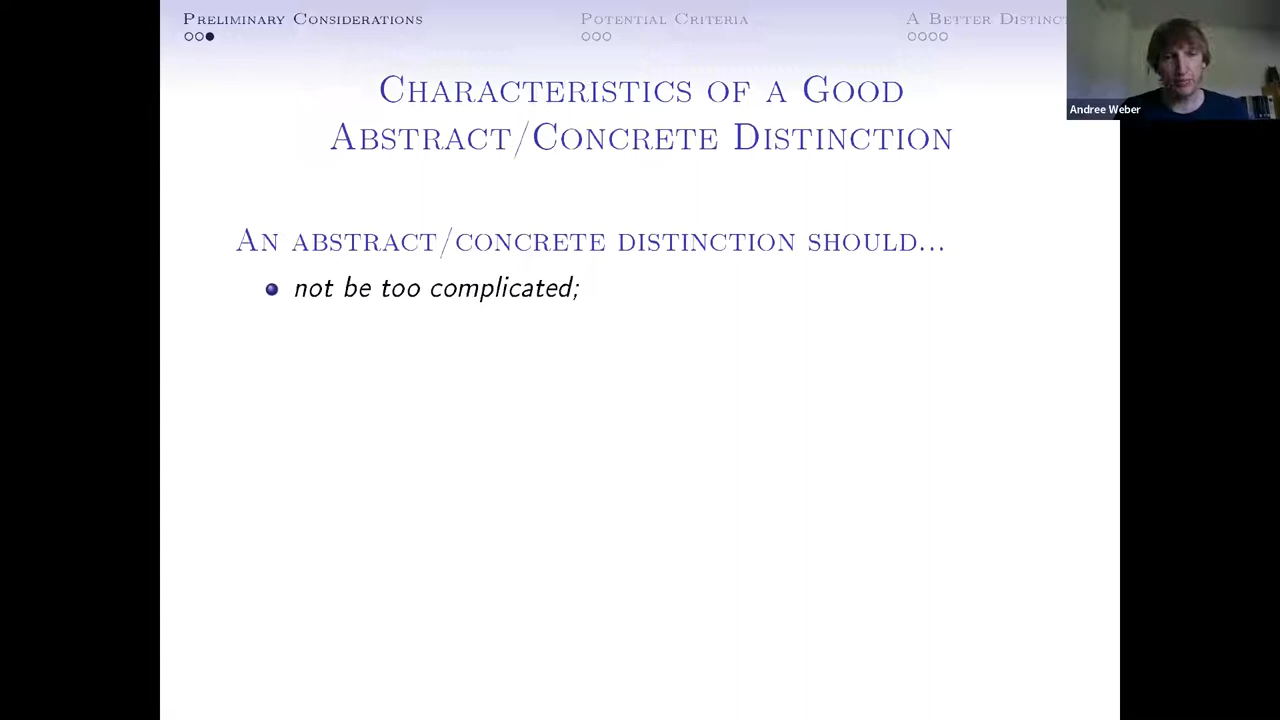 Preliminary Considerations
Potential Criteria
A Better Distinct
Andree Weber
Characteristics of a Good
Abstract/Concrete Distinction
An abstract/concrete distinction should...
not be too complicated;